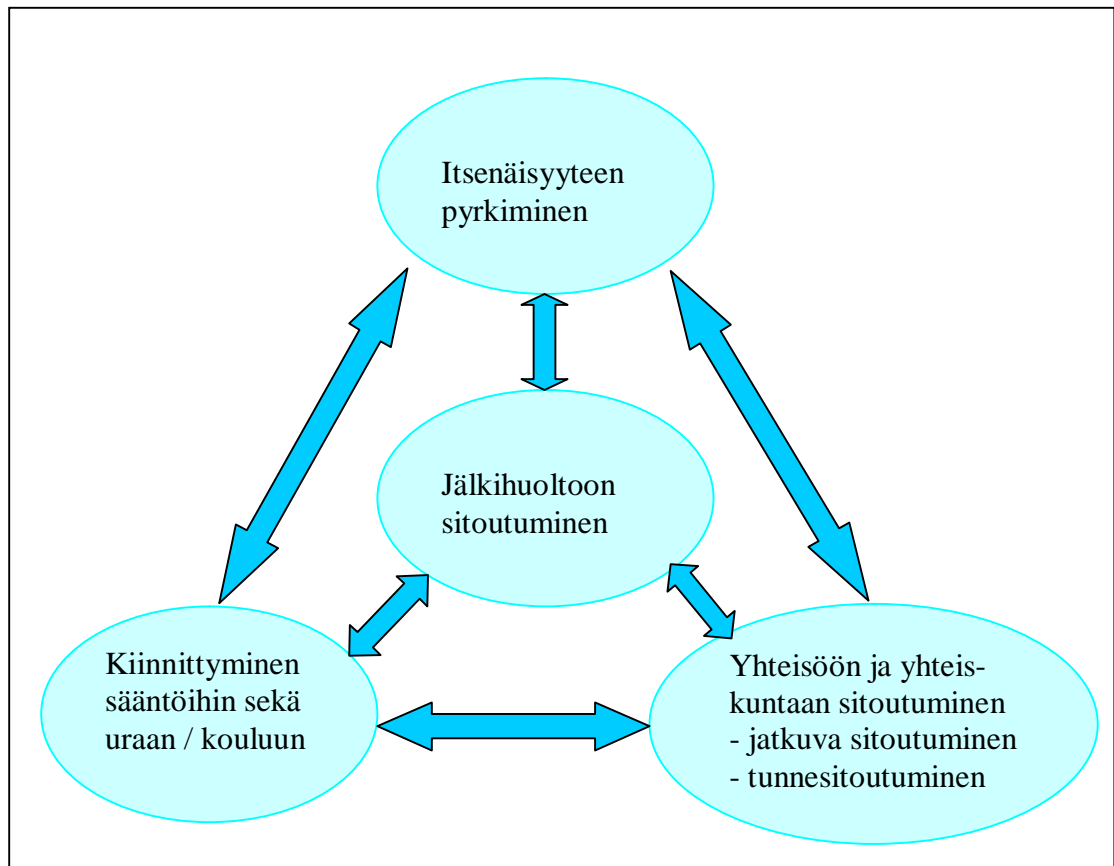 Itsenäisyyteen
pyrkiminen
Jälkihuoltoon
sitoutuminen
Kiinnittyminen
sääntöihin sekä
uraan / kouluun
Yhteisöön ja yhteis-
kuntaan sitoutuminen
- jatkuva sitoutuminen
- tunnesitoutuminen